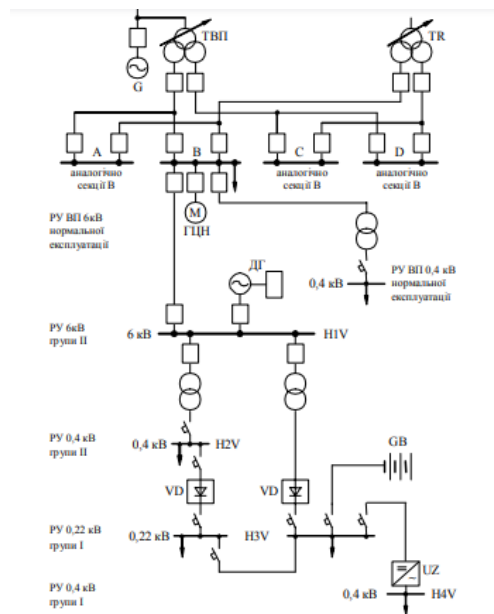 ТВП
TR
G
A
B
C
D
аналогічно
секції В
аналогічно
секції В
аналогічно
секції В
М
ГЦН
РУ ВП 6кВ
нормальної
експлуатації
ДГ
0,4 кВ
РУ ВП 0,4 кВ
нормальної
експлуатації
РУ 6кВ
групи ІІ
6 кВ
H1V
РУ 0,4 кВ
групи ІІ
0,4 кВ
H2V
GB
VD
VD
РУ 0,22 кВ
групи І
0,22 кВ
H3V
UZ
РУ 0,4 кВ
групи І
0,4 кВ
H4V